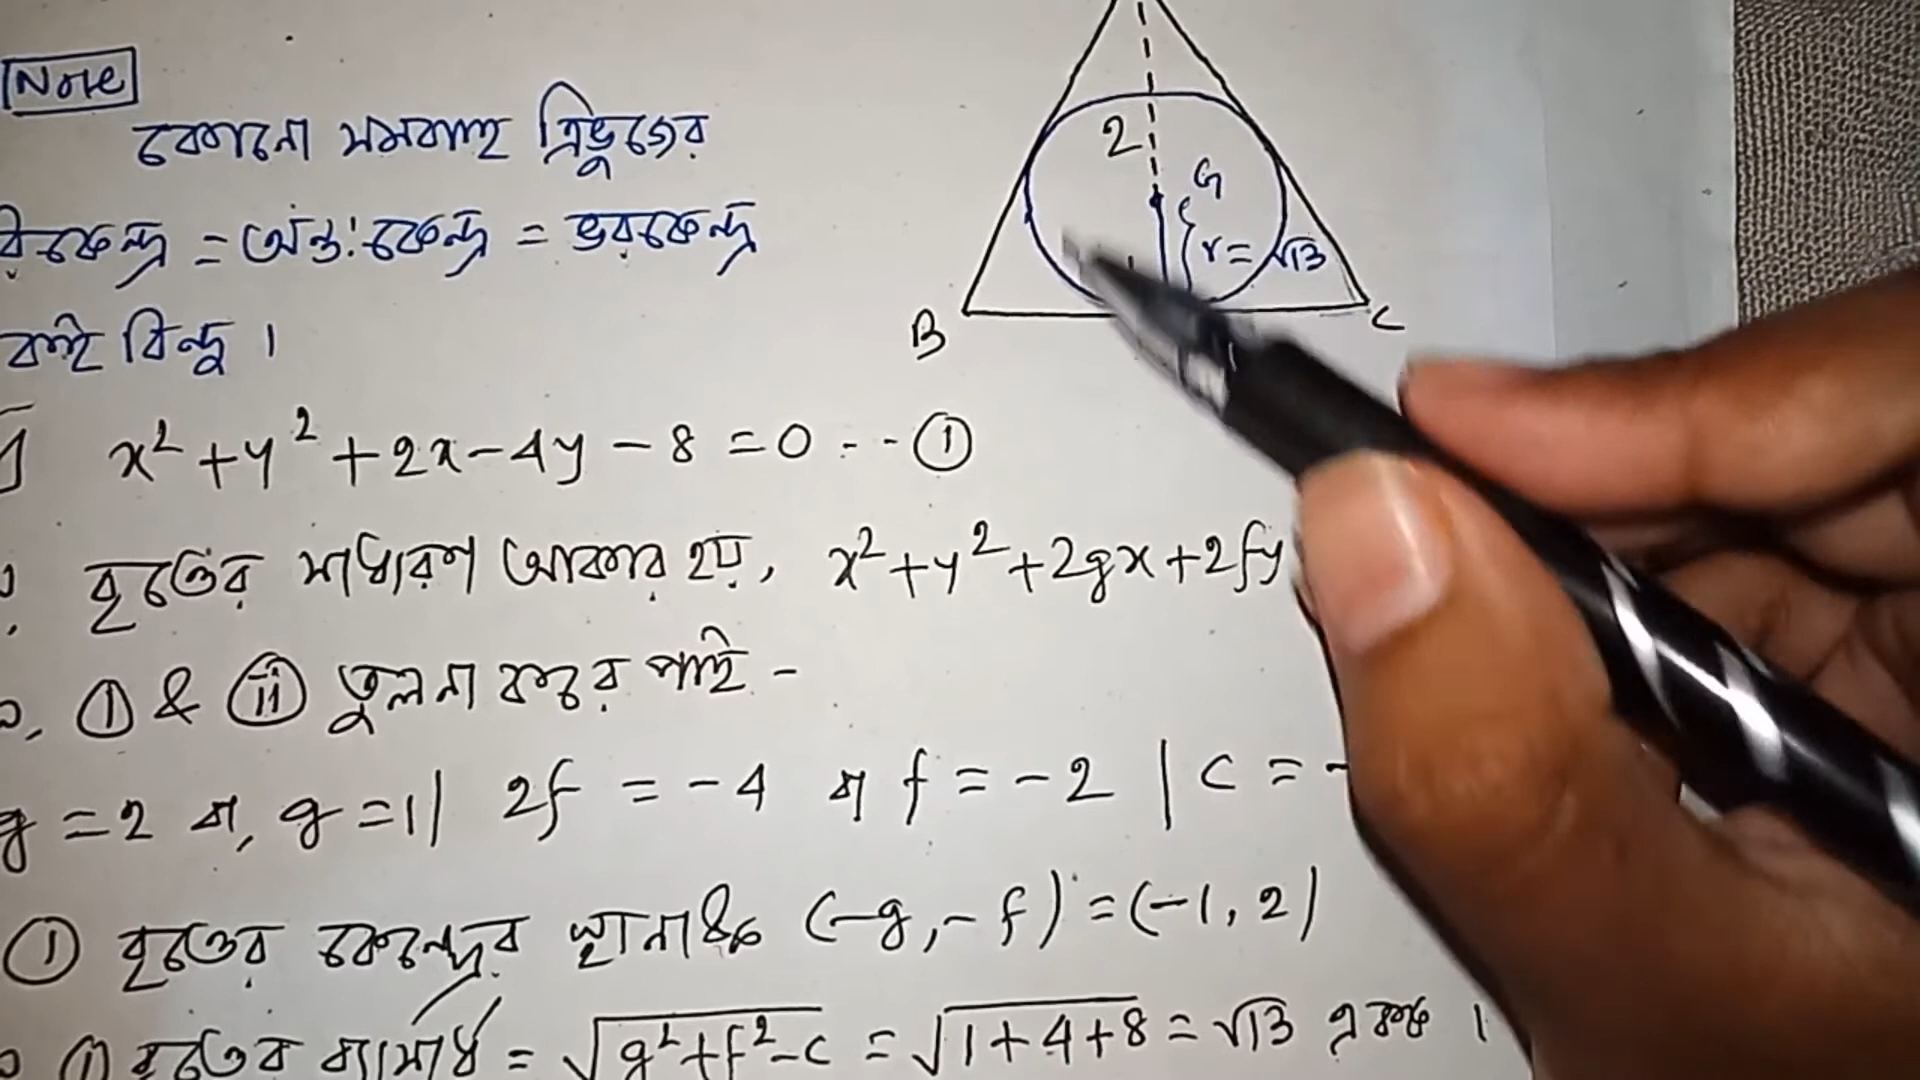 Note
কোনো সমবাহু ত্রিভুজের
= অন্তঃকেন্দ্র = ভরকেন্দ্র
বিন্দু ।
2
G
r = √13
B
C
x² + y² + 2x - 4y - 8 = 0 - - ①
বৃত্তের সাধারণ আকার হয়, x² + y² + 2gx + 2fy
① & ⑪ তুলনা করে পাই -
g = 2 বা, g = 1 | 2f = -4 বা f = -2 | c = -
① বৃত্তের কেন্দ্রের স্থানাঙ্ক (-g, -f) = (-1, 2)
① বৃত্তের ব্যাসার্ধ = √g² + f² - c = √1 + 4 + 8 = √13 একক ।